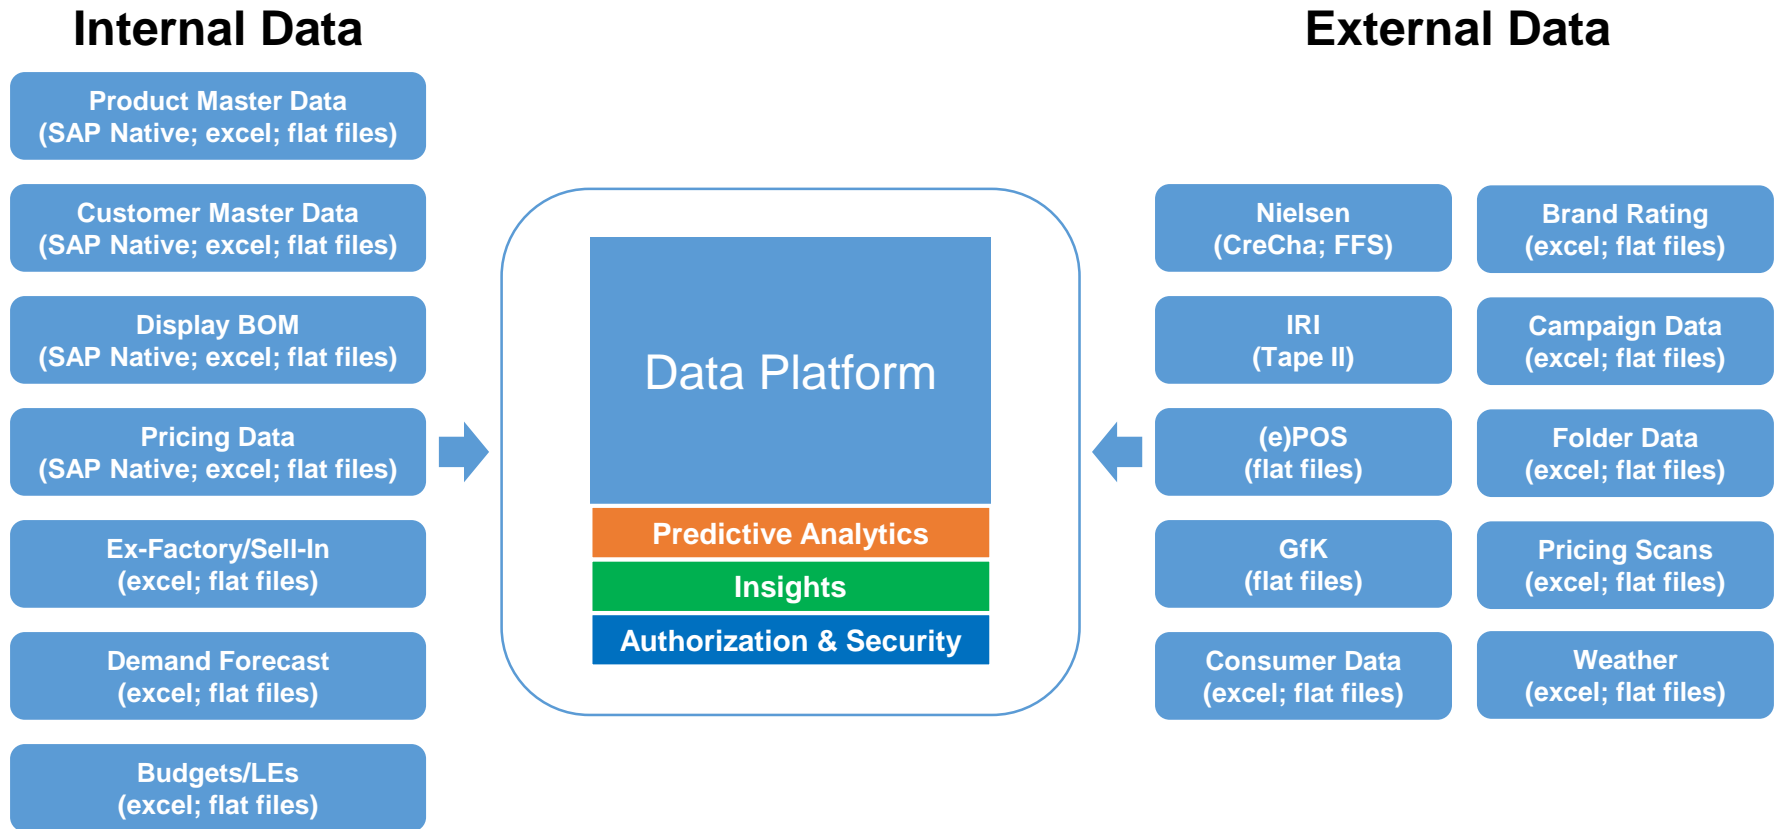 Internal Data
Product Master Data
(SAP Native; excel; flat files)
Customer Master Data
(SAP Native; excel; flat files)
Display BOM
(SAP Native; excel; flat files)
Pricing Data
(SAP Native; excel; flat files)
Ex-Factory/Sell-In
(excel; flat files)
Demand Forecast
(excel; flat files)
Budgets/LEs
(excel; flat files)
Data Platform
Predictive Analytics
Insights
Authorization & Security
External Data
Nielsen
(CreCha; FFS)
IRI
(Tape II)
(e)POS
(flat files)
GfK
(flat files)
Consumer Data
(excel; flat files)
Brand Rating
(excel; flat files)
Campaign Data
(excel; flat files)
Folder Data
(excel; flat files)
Pricing Scans
(excel; flat files)
Weather
(excel; flat files)